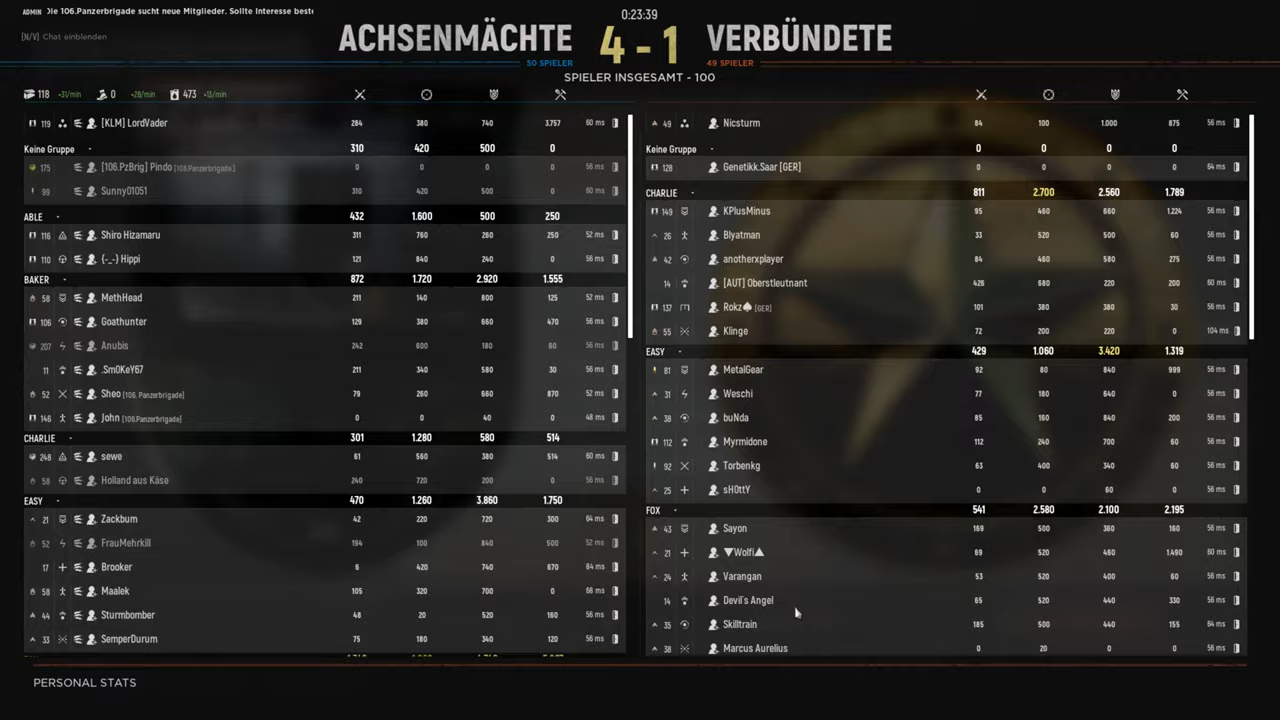 ADMIN Die 106.Panzerbrigade sucht neue Mitglieder. Sollte Interesse beste
[N/V] Chat einblenden
0:23:39
ACHSENMÄCHTE 4 - 1 VERBÜNDETE
50 SPIELER 49 SPIELER
SPIELER INSGESAMT - 100
118 +31/min 0 +28/min 473 +13/min
119 [KLM] LordVader 284 380 740 3.757 60 ms
Keine Gruppe - 310 420 500 0
175 [106.PzBrig] Pindo [106.Panzerbrigade] 0 0 0 0 56 ms
99 Sunny01051 310 420 500 0 60 ms
ABLE - 432 1.600 500 250
116 Shiro Hizamaru 311 760 260 250 52 ms
110 {-_-} Hippi 121 840 240 0 56 ms
BAKER - 872 1.720 2.920 1.555
58 MethHead 211 140 800 125 52 ms
106 Goathunter 129 380 660 470 56 ms
207 Anubis 242 600 180 60 56 ms
11 .Sm0KeY67 211 340 580 30 56 ms
52 Sheo [106. Panzerbrigade] 79 260 660 870 56 ms
146 John [106.Panzerbrigade] 0 0 40 0 48 ms
CHARLIE - 301 1.280 580 514
248 sewe 61 560 380 514 60 ms
58 Holland aus Käse 240 720 200 0 56 ms
EASY - 470 1.260 3.860 1.750
21 Zackbum 42 220 720 300 64 ms
52 FrauMehrkill 194 100 840 500 52 ms
17 Brooker 6 420 740 670 84 ms
58 Maalek 105 320 700 0 68 ms
44 Sturmbomber 48 20 520 160 56 ms
33 SemperDurum 75 180 340 120 56 ms
49 Nicsturm 84 100 1.000 875 56 ms
Keine Gruppe - 0 0 0 0
128 Genetikk.Saar [GER] 0 0 0 0 64 ms
CHARLIE - 811 2.700 2.560 1.789
149 KPlusMinus 95 460 660 1.224 56 ms
26 Blyatman 33 520 500 60 56 ms
42 anotherxplayer 84 460 580 275 56 ms
14 [AUT] Oberstleutnant 426 680 220 200 60 ms
137 Rokz♠ [GER] 101 380 380 30 56 ms
55 Klinge 72 200 220 0 104 ms
EASY - 429 1.060 3.420 1.319
81 MetalGear 92 80 840 999 56 ms
31 Weschi 77 180 640 0 56 ms
38 buNda 85 160 840 200 56 ms
112 Myrmidone 112 240 700 60 56 ms
92 Torbenkg 63 400 340 60 56 ms
25 sH0ttY 0 0 60 0 56 ms
FOX - 541 2.580 2.100 2.195
43 Sayon 169 500 360 160 56 ms
21 ▼Wolfi▲ 69 520 460 1.490 60 ms
24 Varangan 53 520 400 60 56 ms
14 Devil's Angel 65 520 440 330 56 ms
35 Skilltrain 185 500 440 155 64 ms
38 Marcus Aurelius 0 20 0 0 56 ms
PERSONAL STATS